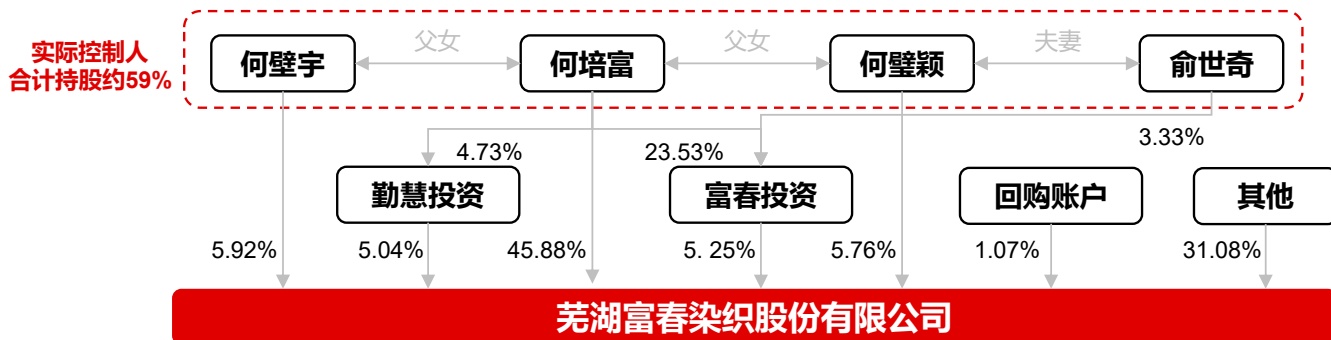 实际控制人
合计持股约59%
何壁宇
父女
何培富
父女
何璧颖
夫妻
俞世奇
4.73%
23.53%
3.33%
勤慧投资
富春投资
回购账户
其他
5.92%
5.04%
45.88%
5. 25%
5.76%
1.07%
31.08%
芜湖富春染织股份有限公司